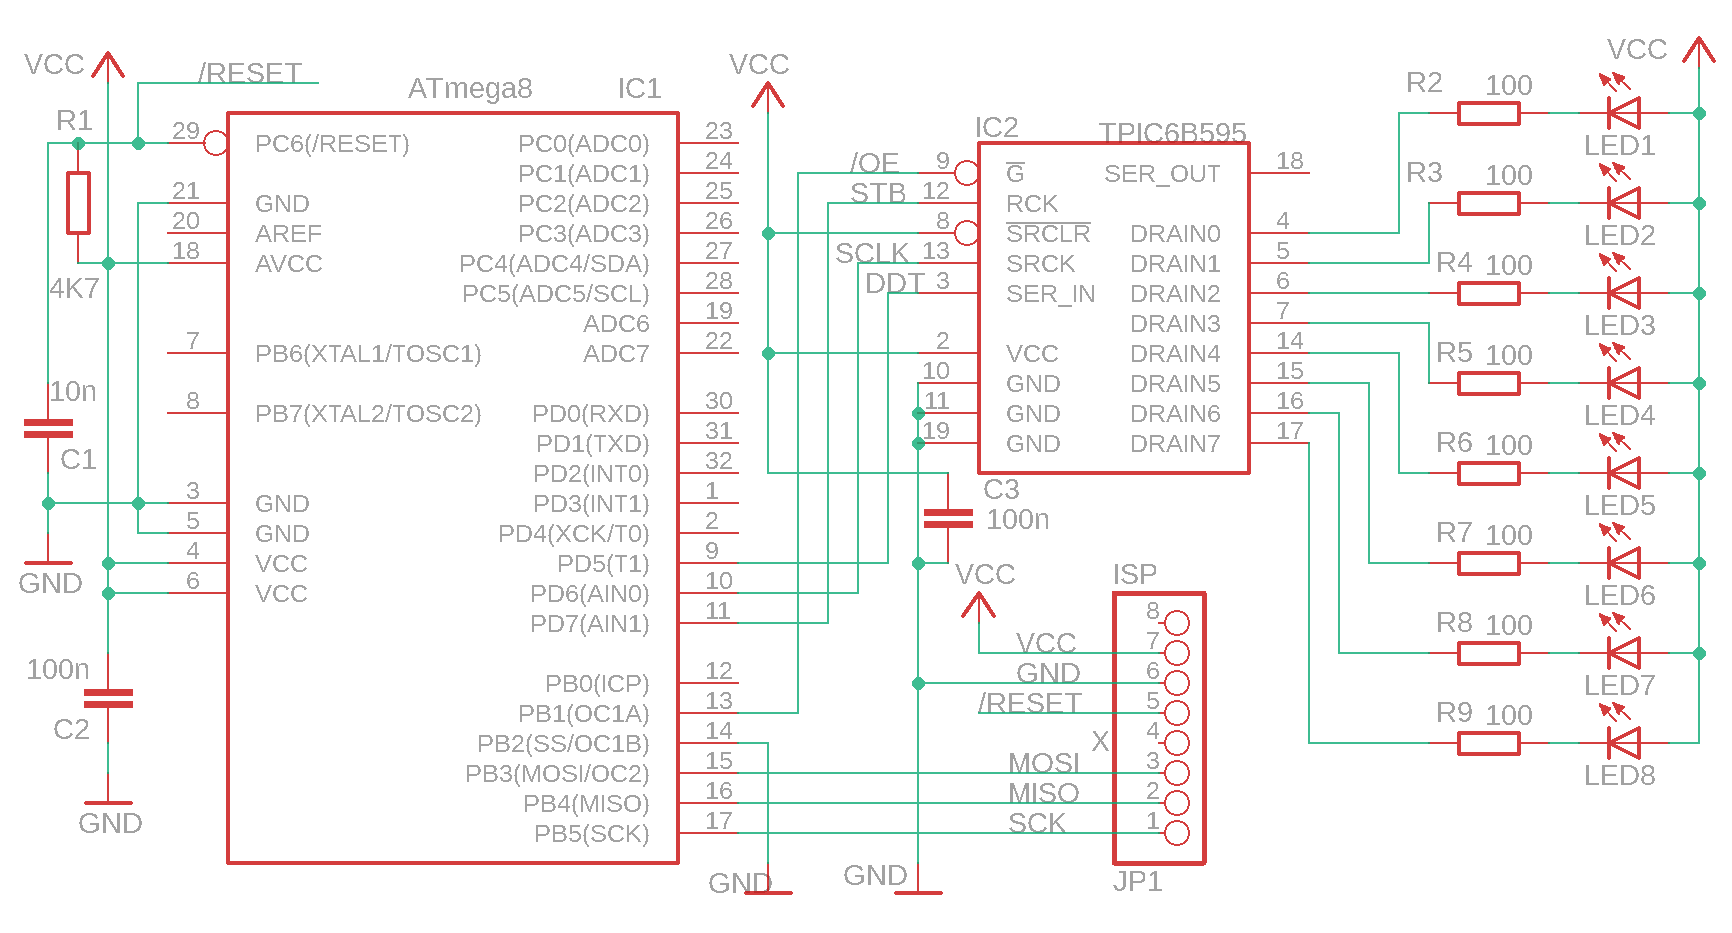 VCC
/RESET
ATmega8
IC1
R1
4K7
10n
C1
GND
100n
C2
GND
29 PC6(/RESET)
21 GND
20 AREF
18 AVCC
7 PB6(XTAL1/TOSC1)
8 PB7(XTAL2/TOSC2)
3 GND
5 GND
4 VCC
6 VCC
PC0(ADC0) 23
PC1(ADC1) 24
PC2(ADC2) 25
PC3(ADC3) 26
PC4(ADC4/SDA) 27
PC5(ADC5/SCL) 28
ADC6 19
ADC7 22
PD0(RXD) 30
PD1(TXD) 31
PD2(INT0) 32
PD3(INT1) 1
PD4(XCK/T0) 2
PD5(T1) 9
PD6(AIN0) 10
PD7(AIN1) 11
PB0(ICP) 12
PB1(OC1A) 13
PB2(SS/OC1B) 14
PB3(MOSI/OC2) 15
PB4(MISO) 16
PB5(SCK) 17
GND
VCC
IC2
TPIC6B595
/OE 9 G
STB 12 RCK
8 SRCLR
SCLK 13 SRCK
DDT 3 SER_IN
2 VCC
10 GND
11 GND
19 GND
SER_OUT 18
DRAIN0 4
DRAIN1 5
DRAIN2 6
DRAIN3 7
DRAIN4 14
DRAIN5 15
DRAIN6 16
DRAIN7 17
C3
100n
GND
VCC
ISP
8
VCC 7
GND 6
/RESET 5
X 4
MOSI 3
MISO 2
SCK 1
JP1
VCC
R2 100
LED1
R3 100
LED2
R4 100
LED3
R5 100
LED4
R6 100
LED5
R7 100
LED6
R8 100
LED7
R9 100
LED8